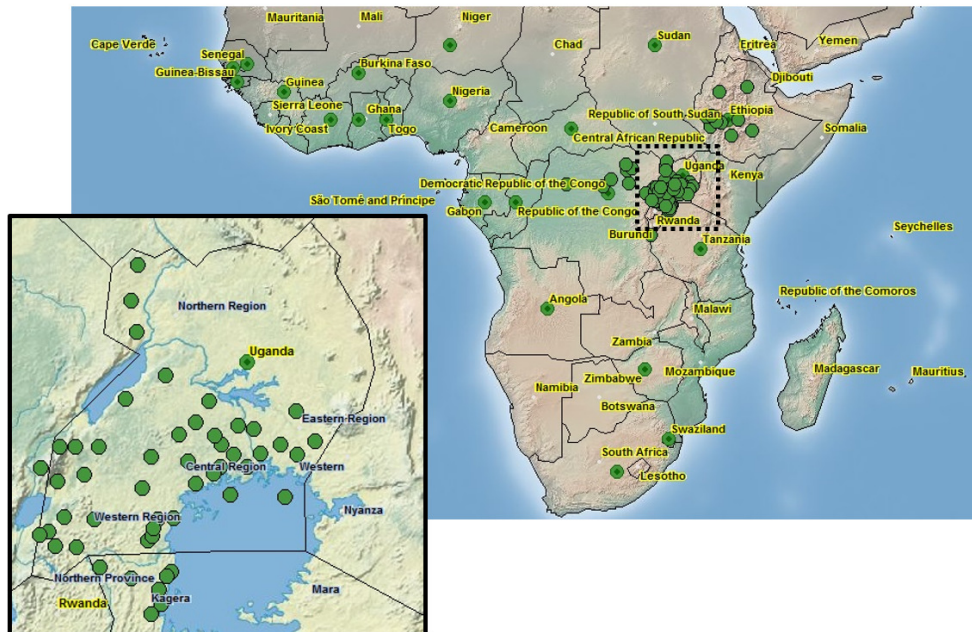 Mauritania
Mali
Niger
Cape Verde
Chad
Sudan
Eritrea
Yemen
Senegal
Guinea-Bissau
Burkina Faso
Djibouti
Guinea
Nigeria
Sierra Leone
Ghana
Republic of South Sudan
Ethiopia
Ivory Coast
Togo
Cameroon
Central African Republic
Somalia
Uganda
Kenya
Democratic Republic of the Congo
São Tomé and Príncipe
Gabon
Republic of the Congo
Rwanda
Burundi
Tanzania
Seychelles
Angola
Republic of the Comoros
Malawi
Zambia
Zimbabwe
Mozambique
Madagascar
Mauritius
Namibia
Botswana
Swaziland
South Africa
Lesotho
Northern Region
Uganda
Eastern Region
Central Region
Western
Western Region
Nyanza
Northern Province
Rwanda
Kagera
Mara